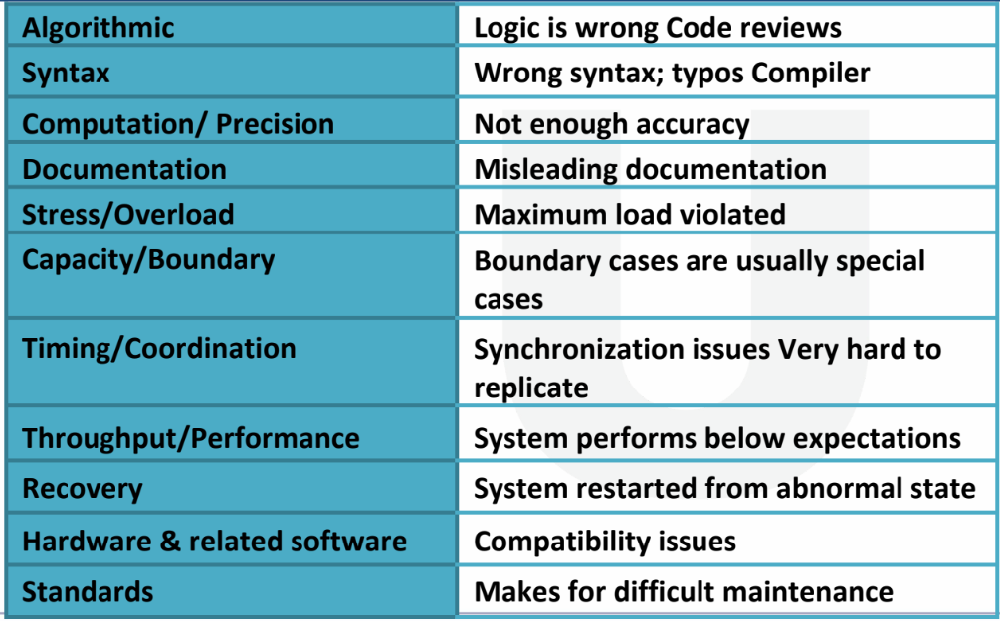 Algorithmic
Logic is wrong Code reviews
Syntax
Wrong syntax; typos Compiler
Computation/ Precision
Not enough accuracy
Documentation
Misleading documentation
Stress/Overload
Maximum load violated
Capacity/Boundary
Boundary cases are usually special
cases
Timing/Coordination
Synchronization issues Very hard to
replicate
Throughput/Performance
System performs below expectations
Recovery
System restarted from abnormal state
Hardware & related software
Compatibility issues
Standards
Makes for difficult maintenance